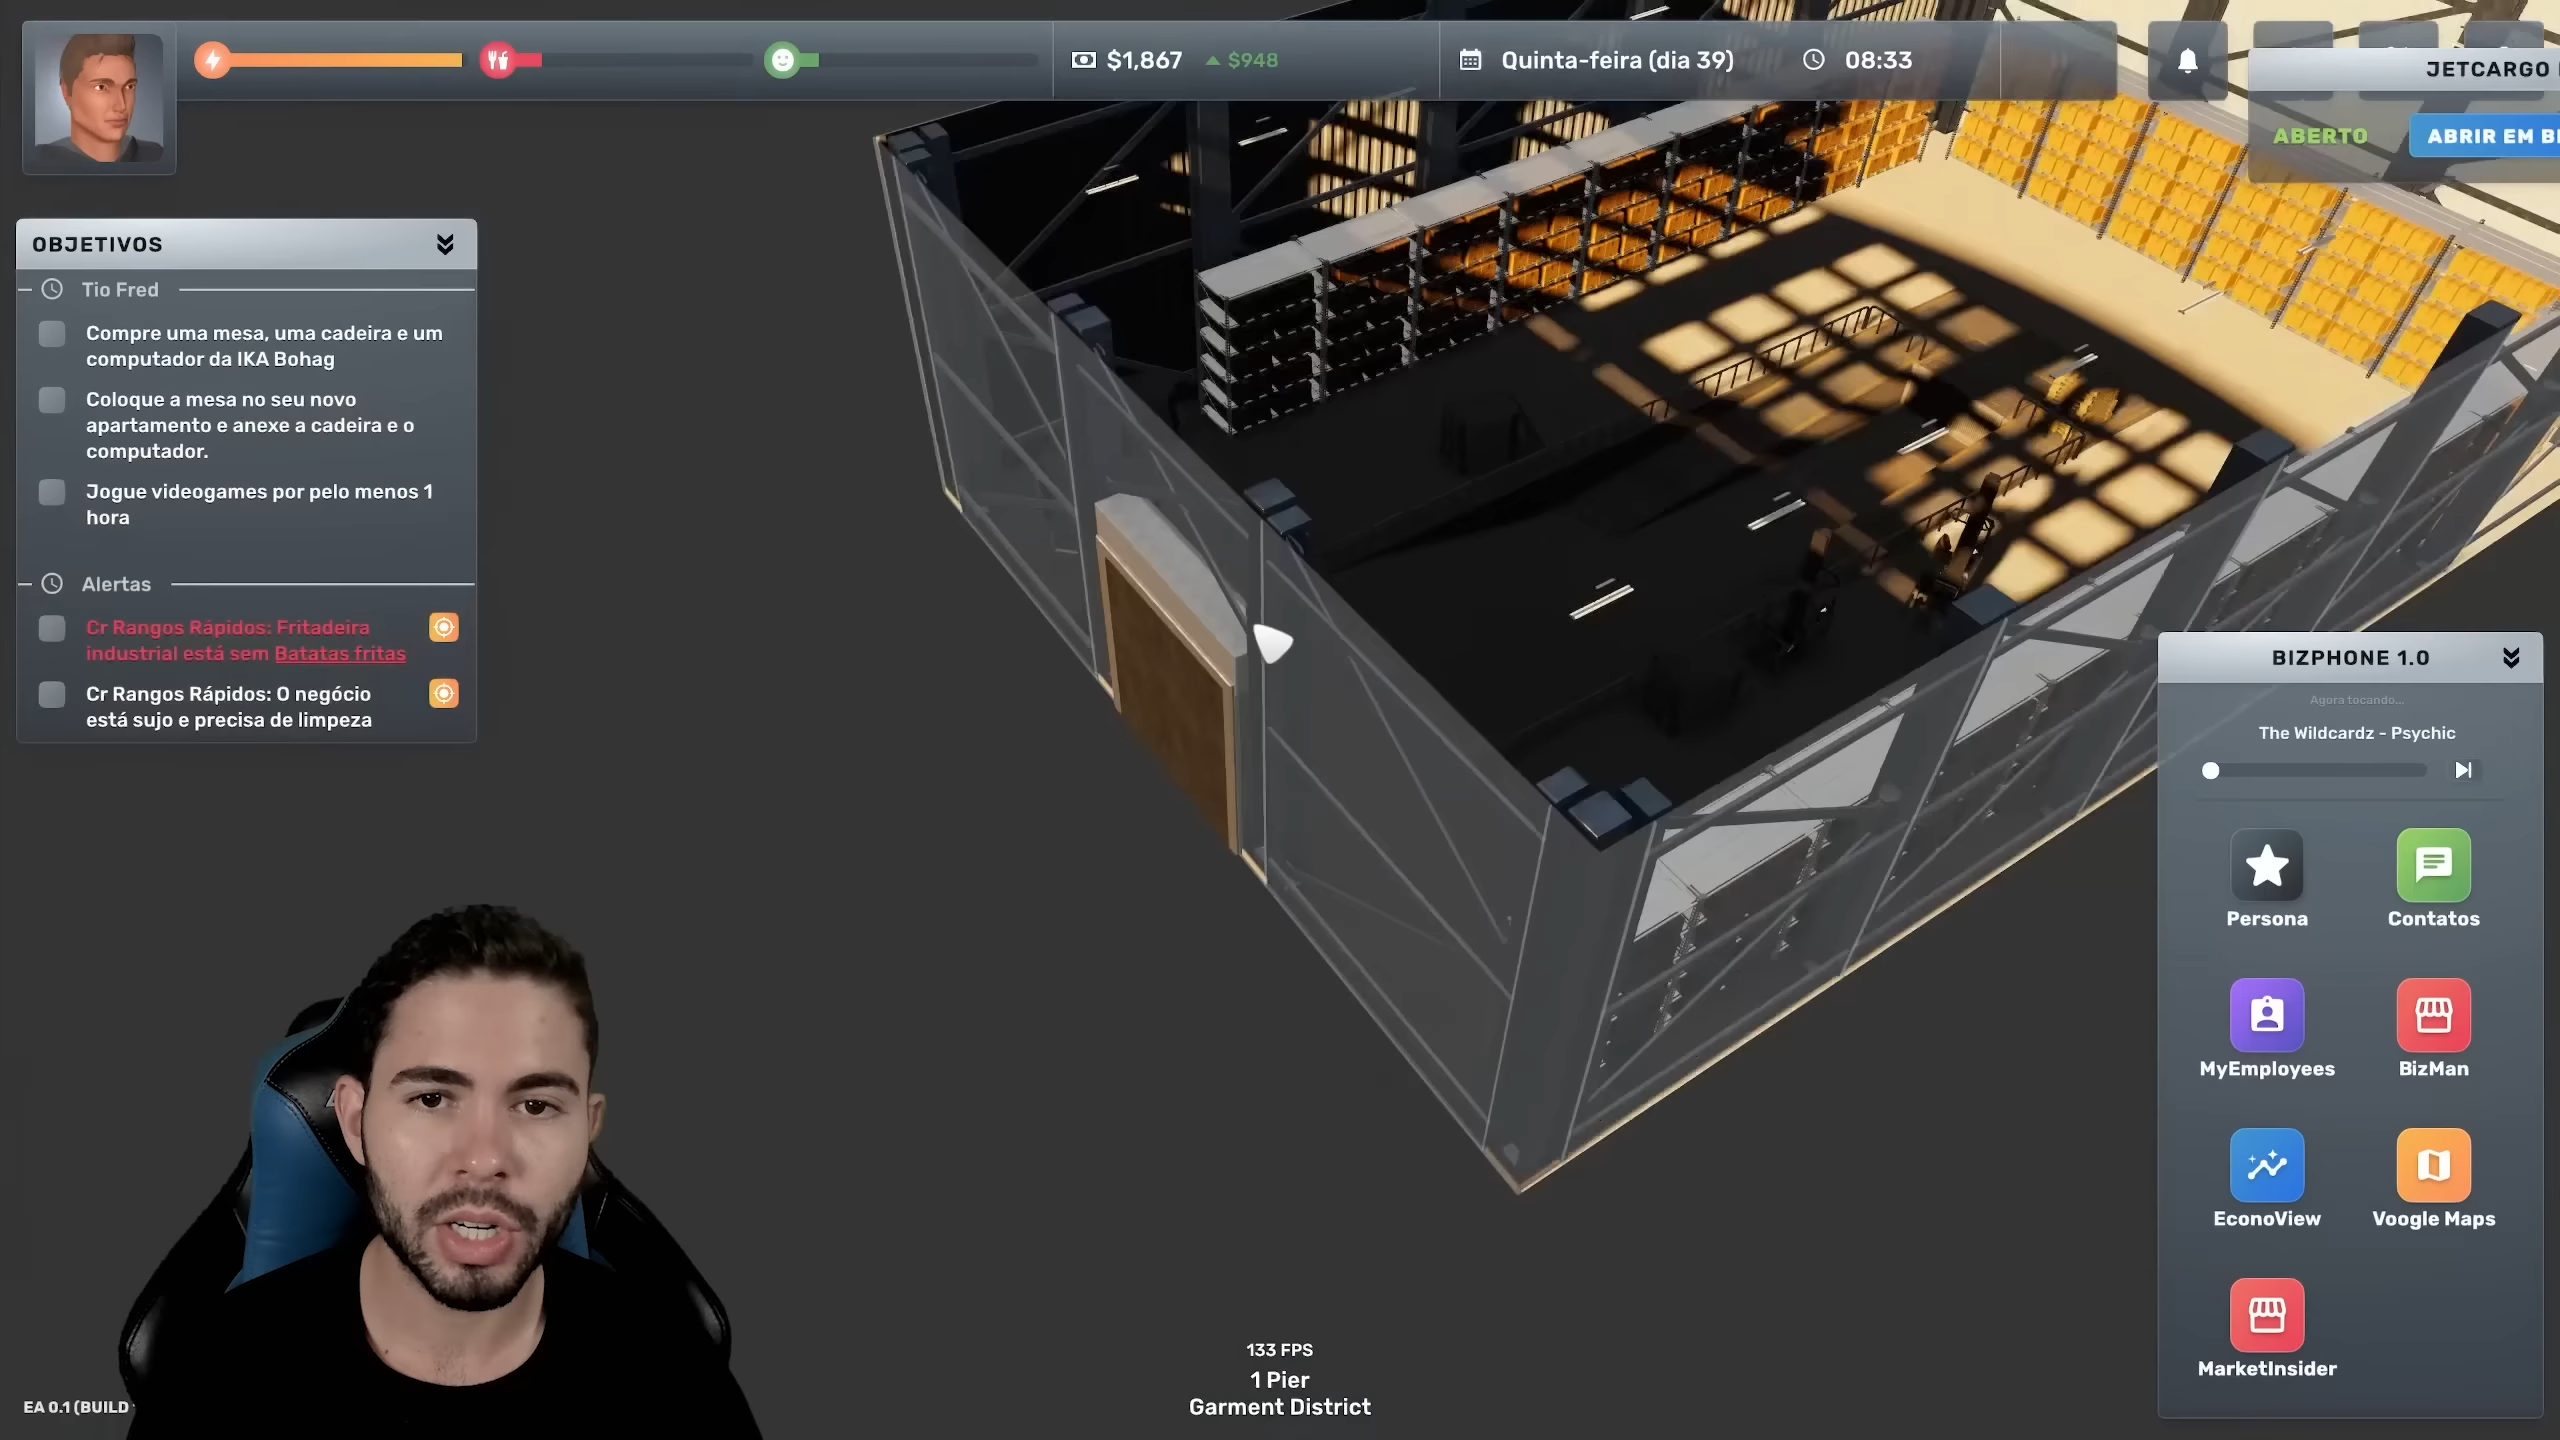 $1,867
$948
Quinta-feira (dia 39)
08:33
JETCARGO
ABERTO
ABRIR EM
OBJETIVOS
Tio Fred
Compre uma mesa, uma cadeira e um
computador da IKA Bohag
Coloque a mesa no seu novo
apartamento e anexe a cadeira e o
computador.
Jogue videogames por pelo menos 1
hora
Alertas
Cr Rangos Rápidos: Fritadeira
industrial está sem Batatas fritas
Cr Rangos Rápidos: O negócio
está sujo e precisa de limpeza
BIZPHONE 1.0
Agora tocando...
The Wildcardz - Psychic
Persona
Contatos
MyEmployees
BizMan
EconoView
Voogle Maps
MarketInsider
133 FPS
1 Pier
Garment District
EA 0.1 (BUILD